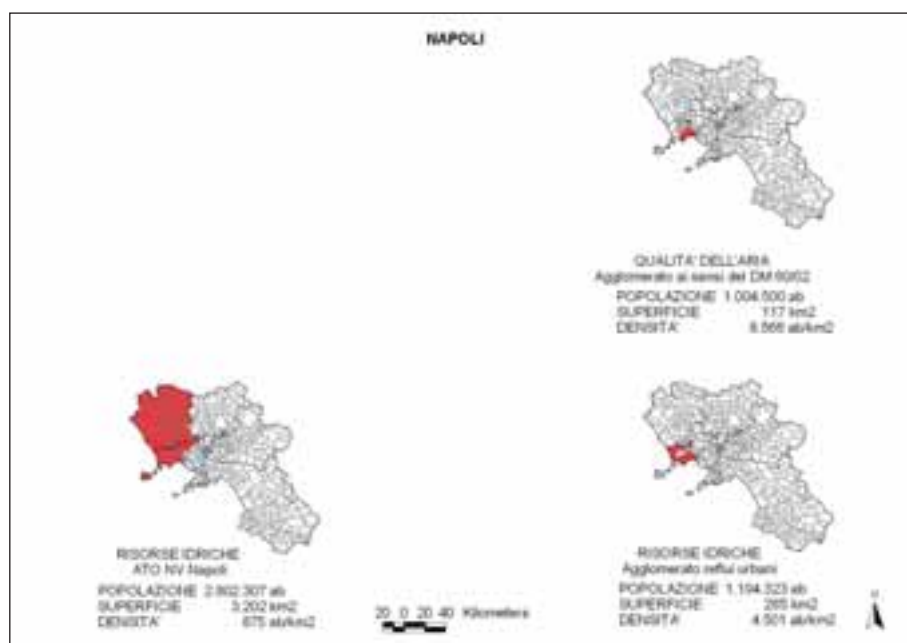 NAPOLI
QUALITA' DELL'ARIA
Agglomerato ai sensi del DM 60/02
POPOLAZIONE 1.004.500 ab
SUPERFICIE 117 km2
DENSITA' 8.566 ab/km2
RISORSE IDRICHE
ATO NV Napoli
POPOLAZIONE 2.802.307 ab
SUPERFICIE 3.202 km2
DENSITA' 875 ab/km2
20 0 20 40 Kilometers
RISORSE IDRICHE
Agglomerato reflui urbani
POPOLAZIONE 1.194.323 ab
SUPERFICIE 265 km2
DENSITA' 4.501 ab/km2
N